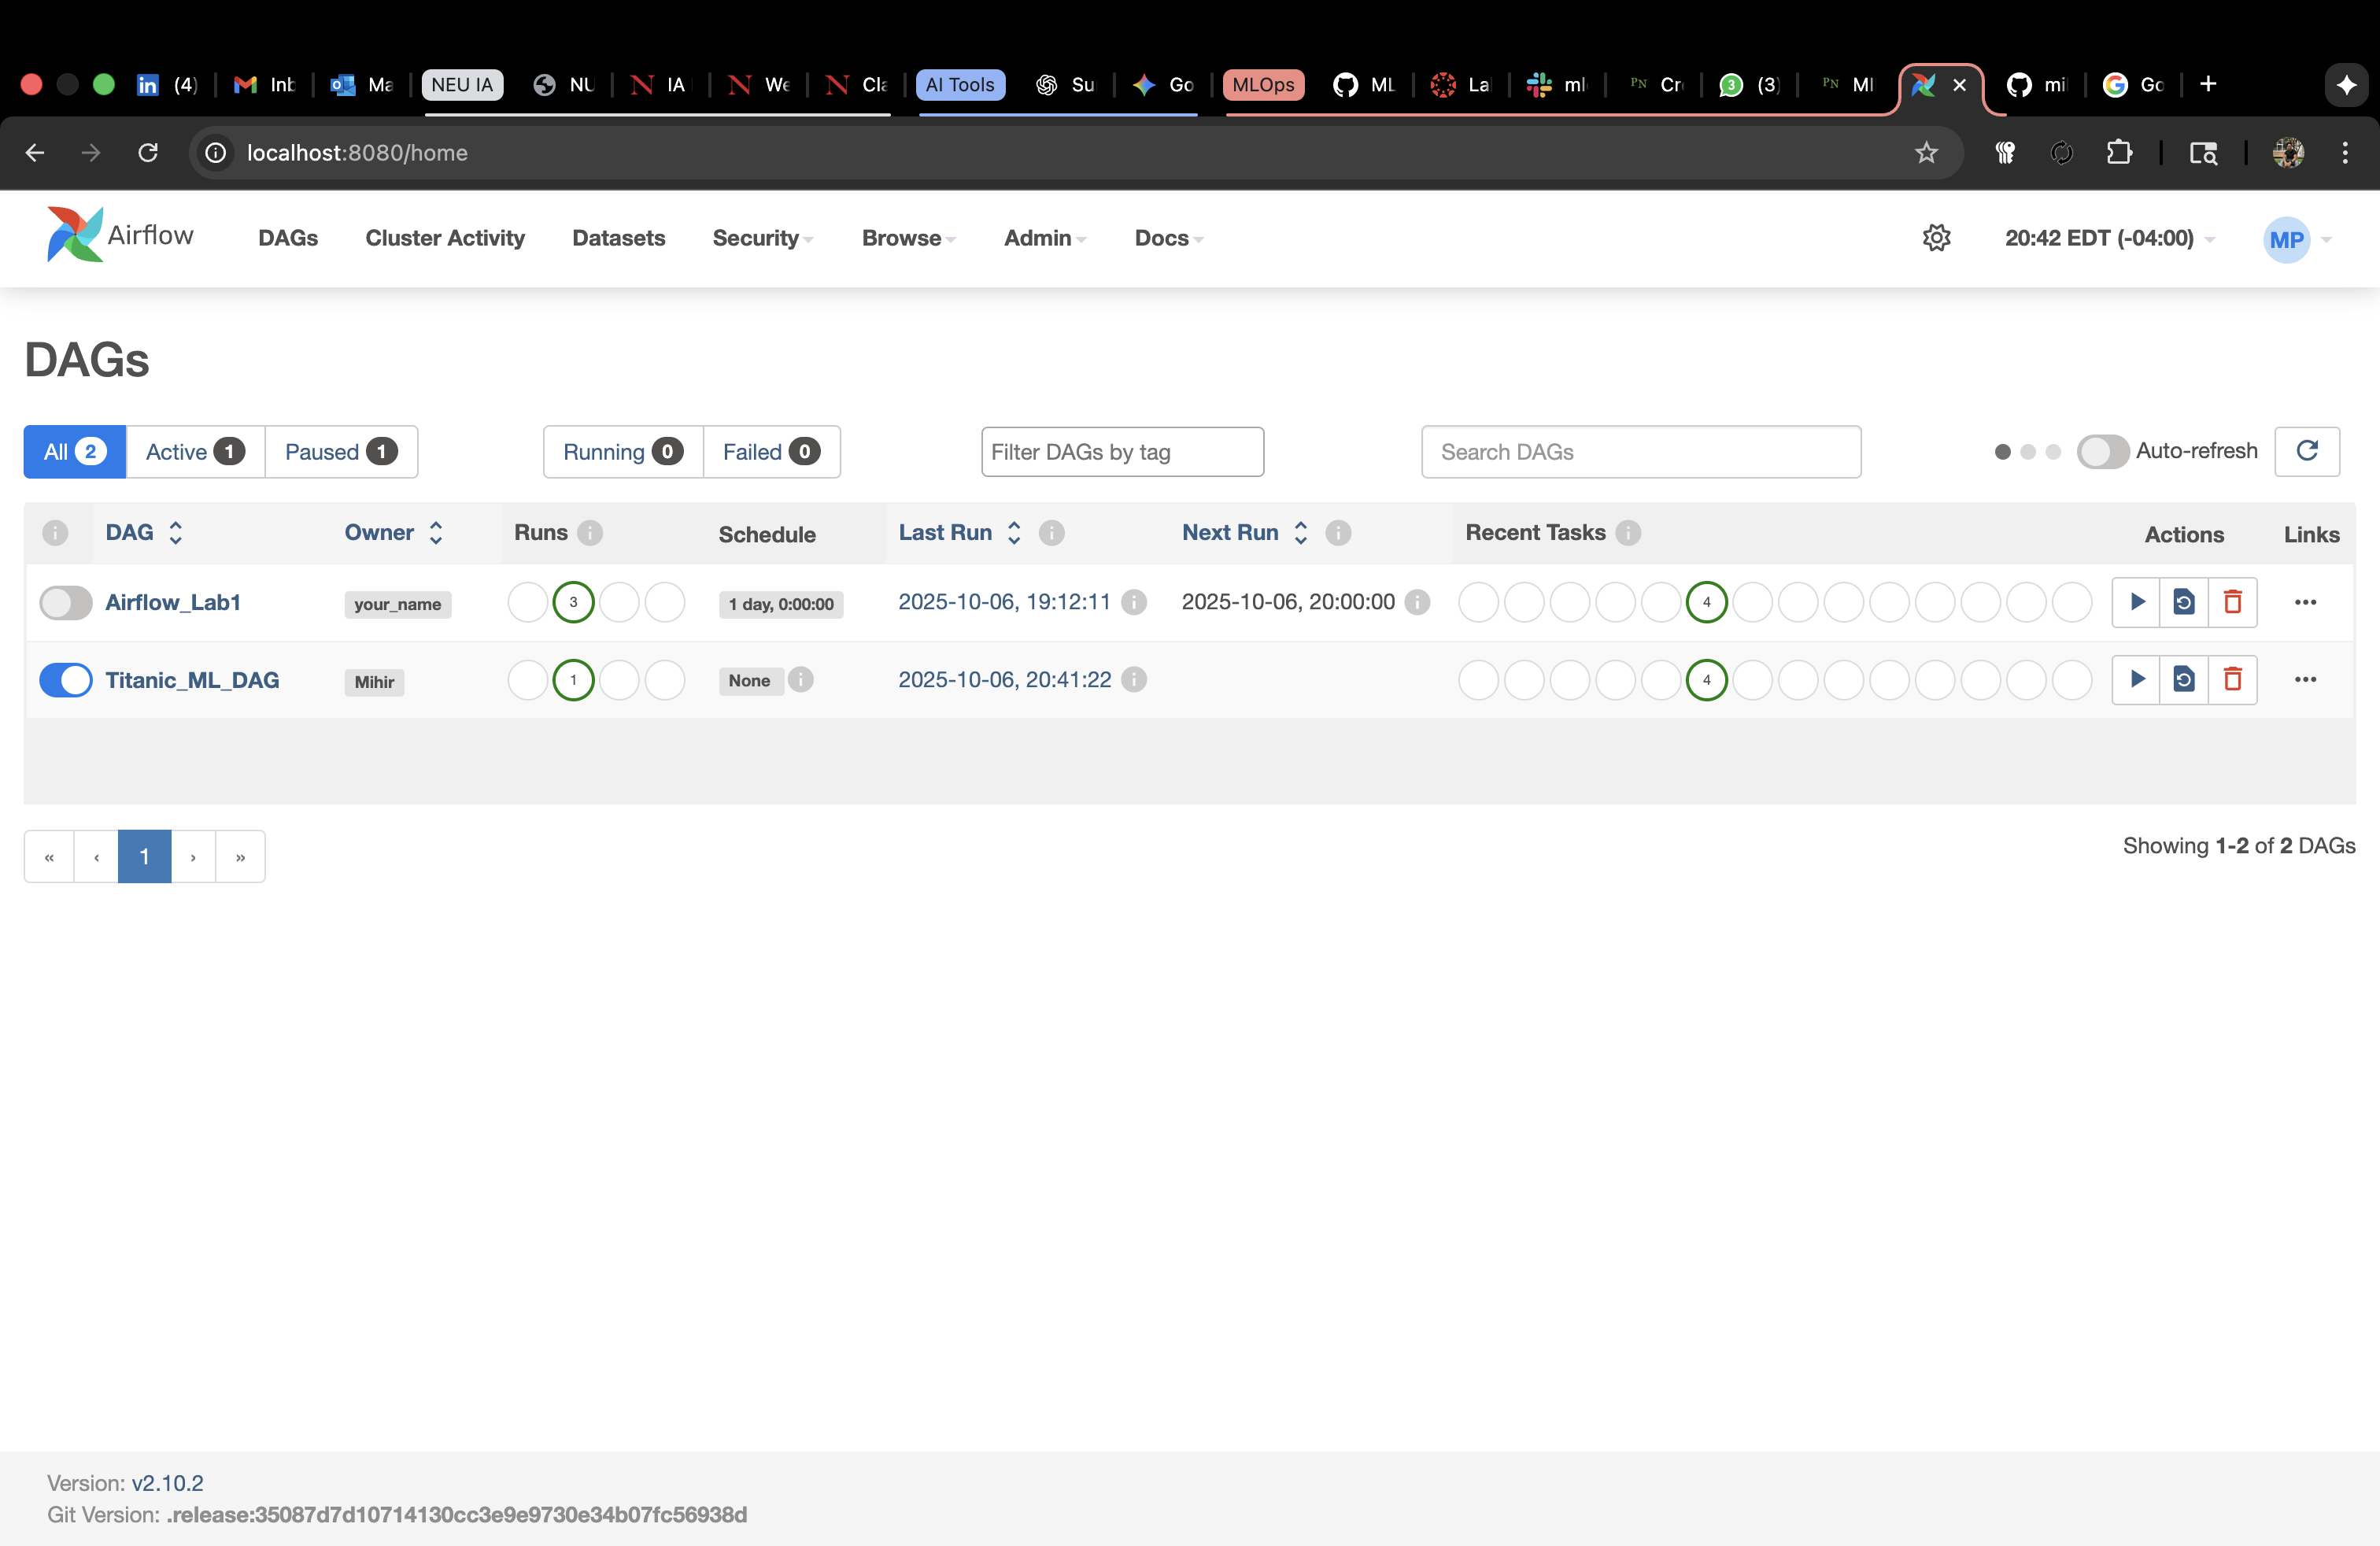 in (4) Inb Ma NEU IA NU IA We Cla AI Tools Su Go MLOps ML La ml PN Cr 3 (3) PN MI mi Go
localhost:8080/home
Airflow DAGs Cluster Activity Datasets Security Browse Admin Docs 20:42 EDT (-04:00) MP
DAGs
All 2 Active 1 Paused 1 Running 0 Failed 0 Filter DAGs by tag Search DAGs Auto-refresh
DAG Owner Runs Schedule Last Run Next Run Recent Tasks Actions Links
Airflow_Lab1 your_name 3 1 day, 0:00:00 2025-10-06, 19:12:11 2025-10-06, 20:00:00 4
Titanic_ML_DAG Mihir 1 None 2025-10-06, 20:41:22 4
« ‹ 1 › » Showing 1-2 of 2 DAGs
Version: v2.10.2
Git Version: .release:35087d7d10714130cc3e9e9730e34b07fc56938d